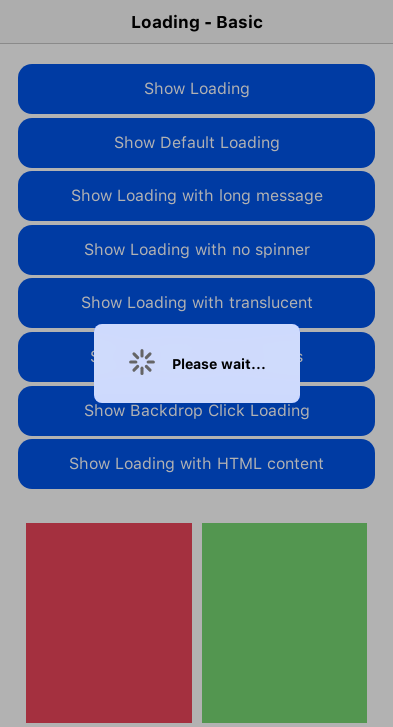 Loading - Basic
Show Loading
Show Default Loading
Show Loading with long message
Show Loading with no spinner
Show Loading with translucent
Please wait...
Show Backdrop Click Loading
Show Loading with HTML content